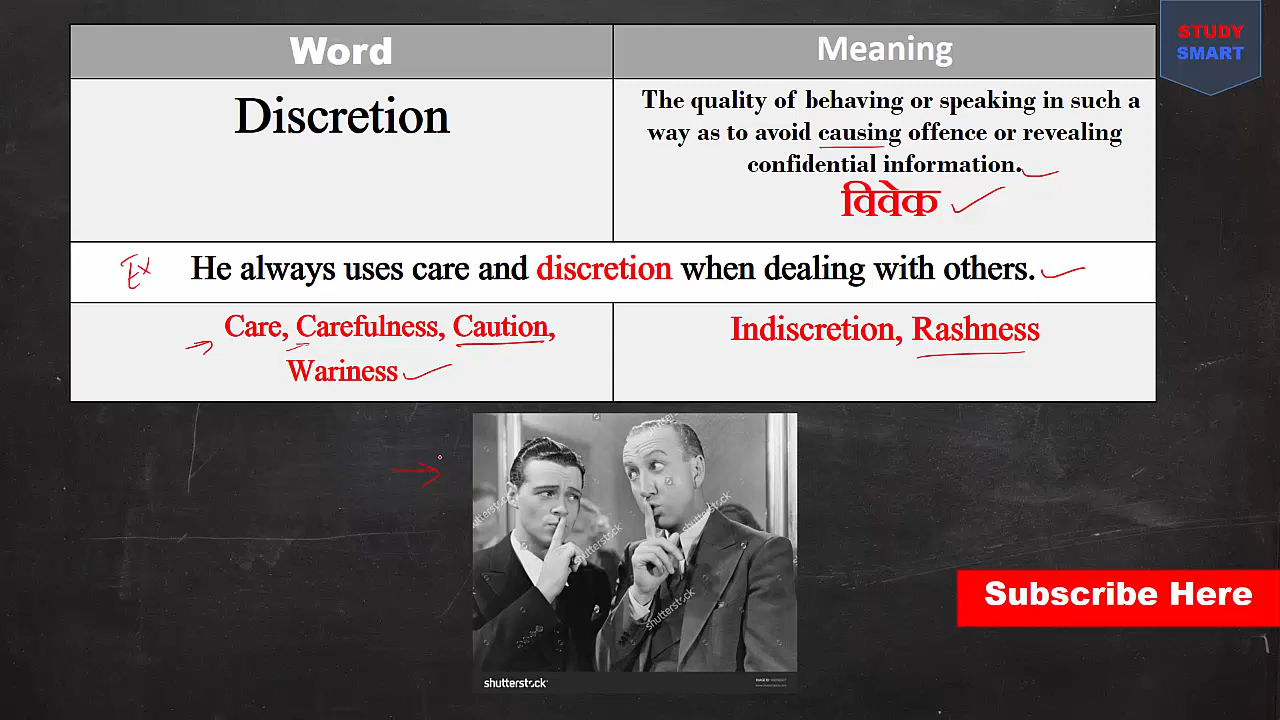 STUDY
SMART
Word
Meaning
Discretion
The quality of behaving or speaking in such a
way as to avoid causing offence or revealing
confidential information.
विवेक
Ex
He always uses care and discretion when dealing with others.
Care, Carefulness, Caution,
Wariness
Indiscretion, Rashness
shutterstock
shutterstock
shutterstock
shutterstock
shutterstock
Subscribe Here
shutterstock